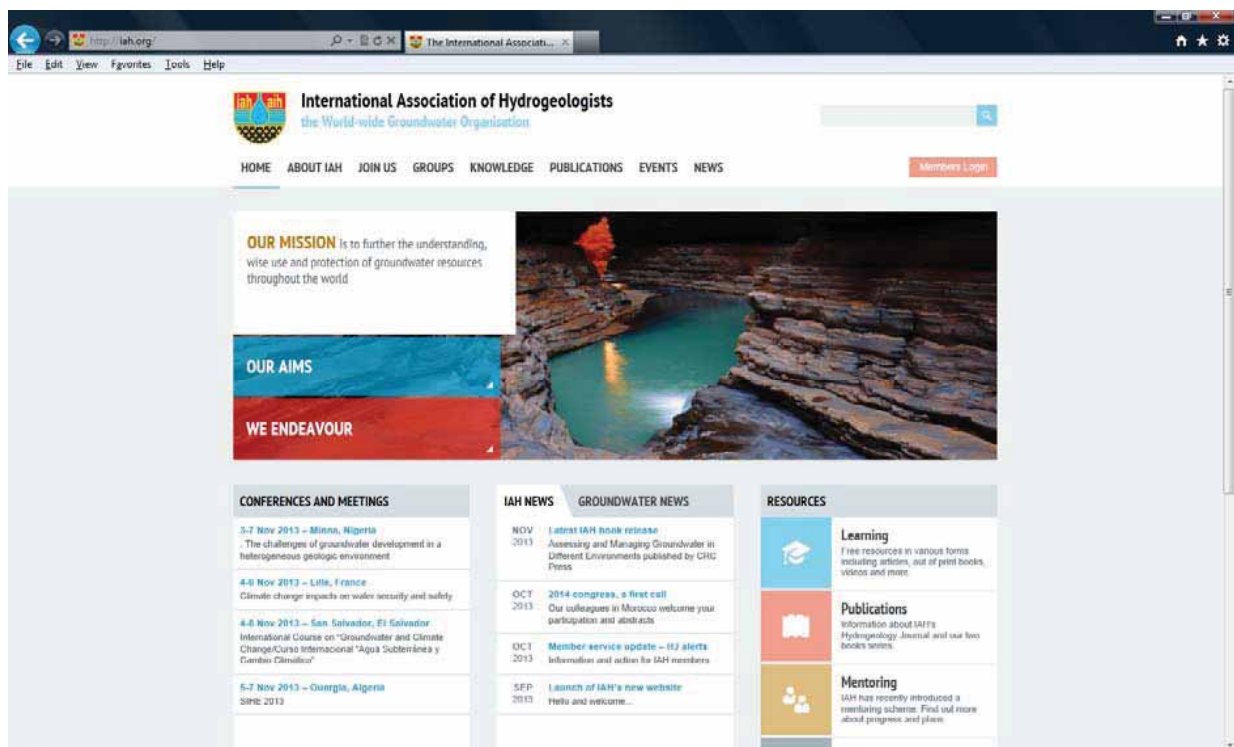 http://iah.org/
The International Associati...
File Edit View Favorites Tools Help
iah aih
International Association of Hydrogeologists
the World-wide Groundwater Organisation
HOME ABOUT IAH JOIN US GROUPS KNOWLEDGE PUBLICATIONS EVENTS NEWS
Members Login
OUR MISSION is to further the understanding,
wise use and protection of groundwater resources
throughout the world
OUR AIMS
WE ENDEAVOUR
CONFERENCES AND MEETINGS
3-7 Nov 2013 – Minna, Nigeria
. The challenges of groundwater development in a
heterogeneous geologic environment
4-6 Nov 2013 – Lille, France
Climate change impacts on water security and safety
4-8 Nov 2013 – San Salvador, El Salvador
International Course on "Groundwater and Climate
Change/Curso Internacional "Agua Subterránea y
Cambio Climático"
5-7 Nov 2013 – Ouargla, Algeria
SIHE 2013
IAH NEWS GROUNDWATER NEWS
NOV 2013 Latest IAH book release
Assessing and Managing Groundwater in
Different Environments published by CRC
Press
OCT 2013 2014 congress, a first call
Our colleagues in Morocco welcome your
participation and abstracts
OCT 2013 Member service update – HJ alerts
Information and action for IAH members
SEP 2013 Launch of IAH's new website
Hello and welcome...
RESOURCES
Learning
Free resources in various forms
including articles, out of print books,
videos and more.
Publications
Information about IAH's
Hydrogeology Journal and our two
books series.
Mentoring
IAH has recently introduced a
mentoring scheme. Find out more
about progress and plans.